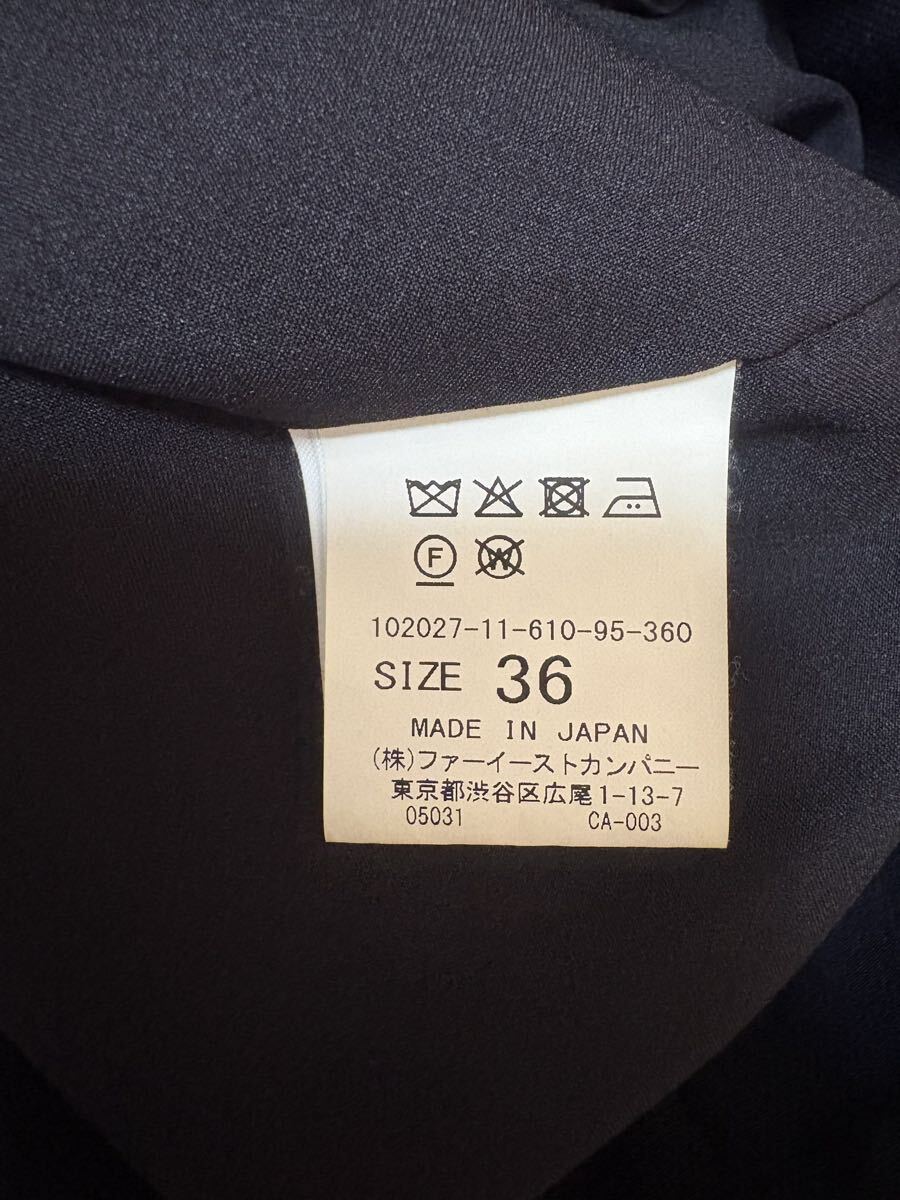 F W
102027-11-610-95-360
SIZE 36
MADE IN JAPAN
(株)ファーイーストカンパニー
東京都渋谷区広尾1-13-7
05031 CA-003